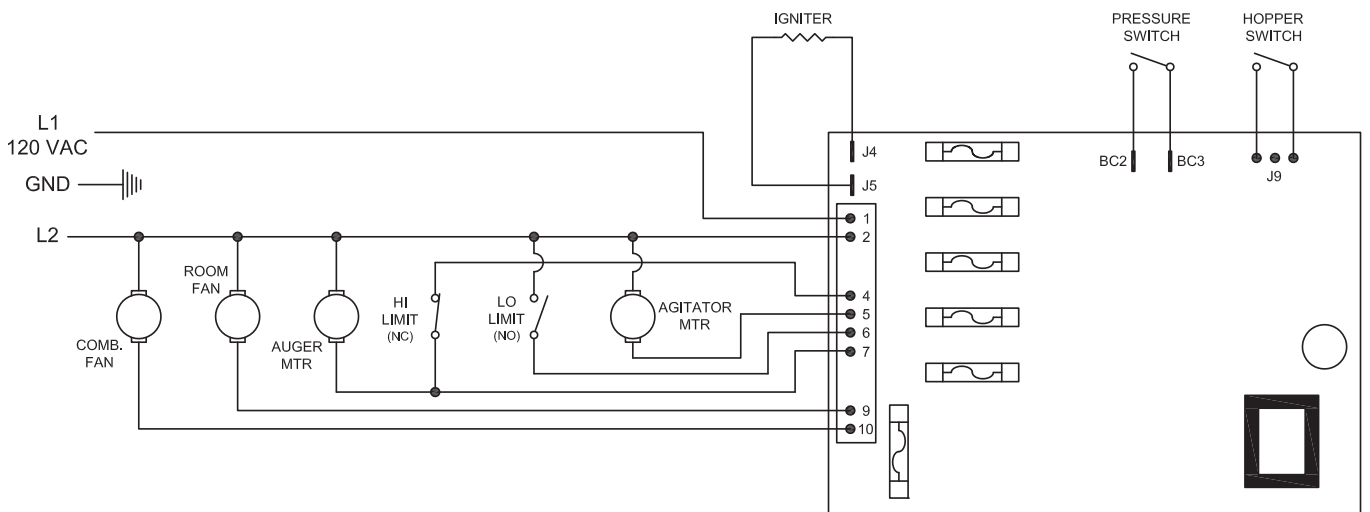 IGNITER
PRESSURE
SWITCH
HOPPER
SWITCH
L1
120 VAC
GND
L2
J4
J5
BC2
BC3
J9
1
2
4
5
6
7
9
10
ROOM
FAN
COMB.
FAN
AUGER
MTR
HI
LIMIT
(NC)
LO
LIMIT
(NO)
AGITATOR
MTR